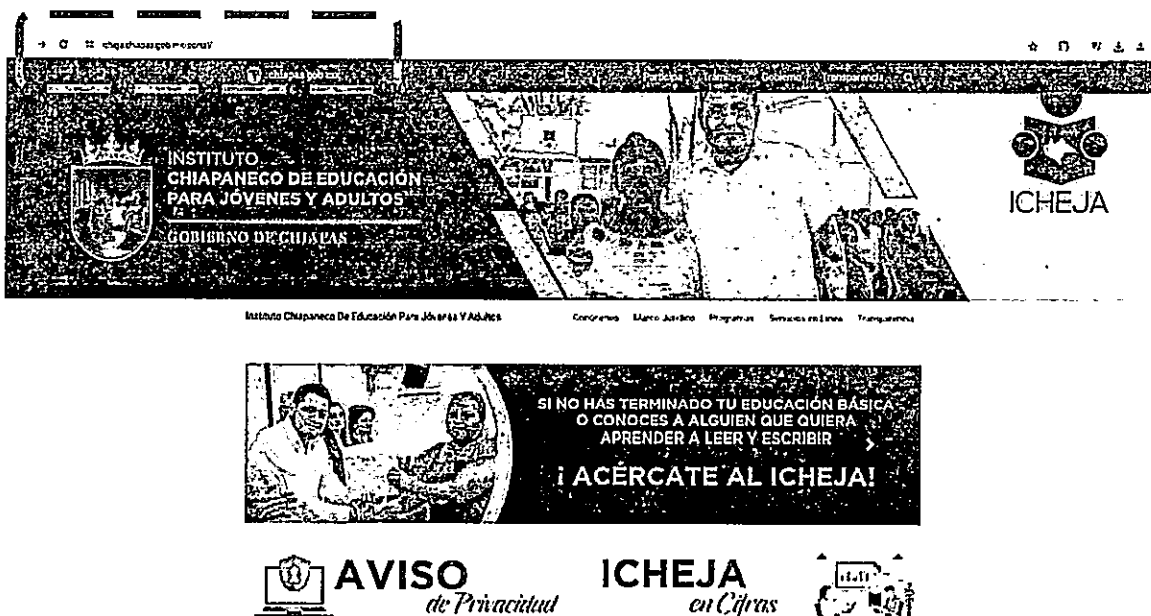 chiapas.gob.mx
Participa Trámites Gobierno Transparencia
INSTITUTO
CHIAPANECO DE EDUCACIÓN
PARA JÓVENES Y ADULTOS
GOBIERNO DE CHIAPAS
ICHEJA
Instituto Chiapaneco De Educación Para Jóvenes Y Adultos
Conócenos Marco Jurídico Programas Servicios en Línea Transparencia
SI NO HAS TERMINADO TU EDUCACIÓN BÁSICA
O CONOCES A ALGUIEN QUE QUIERA
APRENDER A LEER Y ESCRIBIR
¡ ACÉRCATE AL ICHEJA!
AVISO
de Privacidad
ICHEJA
en Cifras